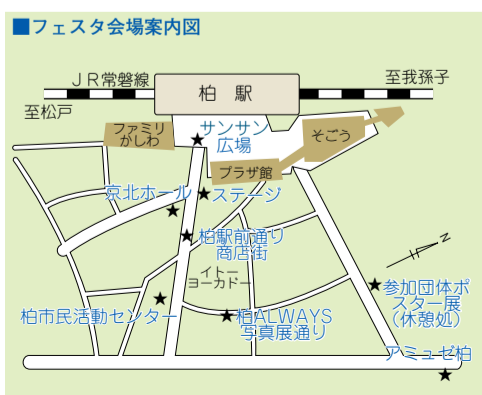 ■フェスタ会場案内図
JR常磐線
至我孫子
柏 駅
至松戸
ファミリ
かしわ
サンサン
広場
そごう
プラザ館
京北ホール
ステージ
柏駅前通り
商店街
N
イトー
ヨーカドー
参加団体ポ
スター展
（休憩処）
柏市民活動センター
柏ALWAYS
写真展通り
アミュゼ柏